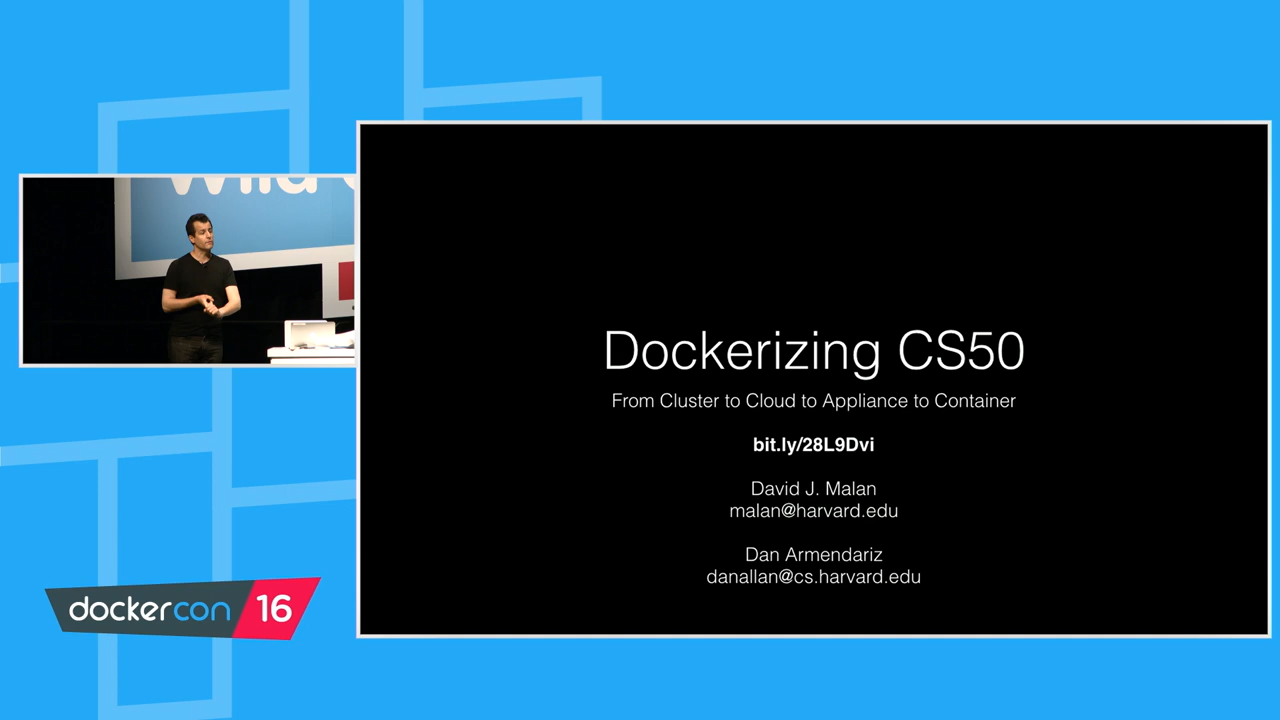 Wild
Dockerizing CS50
From Cluster to Cloud to Appliance to Container
bit.ly/28L9Dvi
David J. Malan
malan@harvard.edu
Dan Armendariz
danallan@cs.harvard.edu
dockercon 16